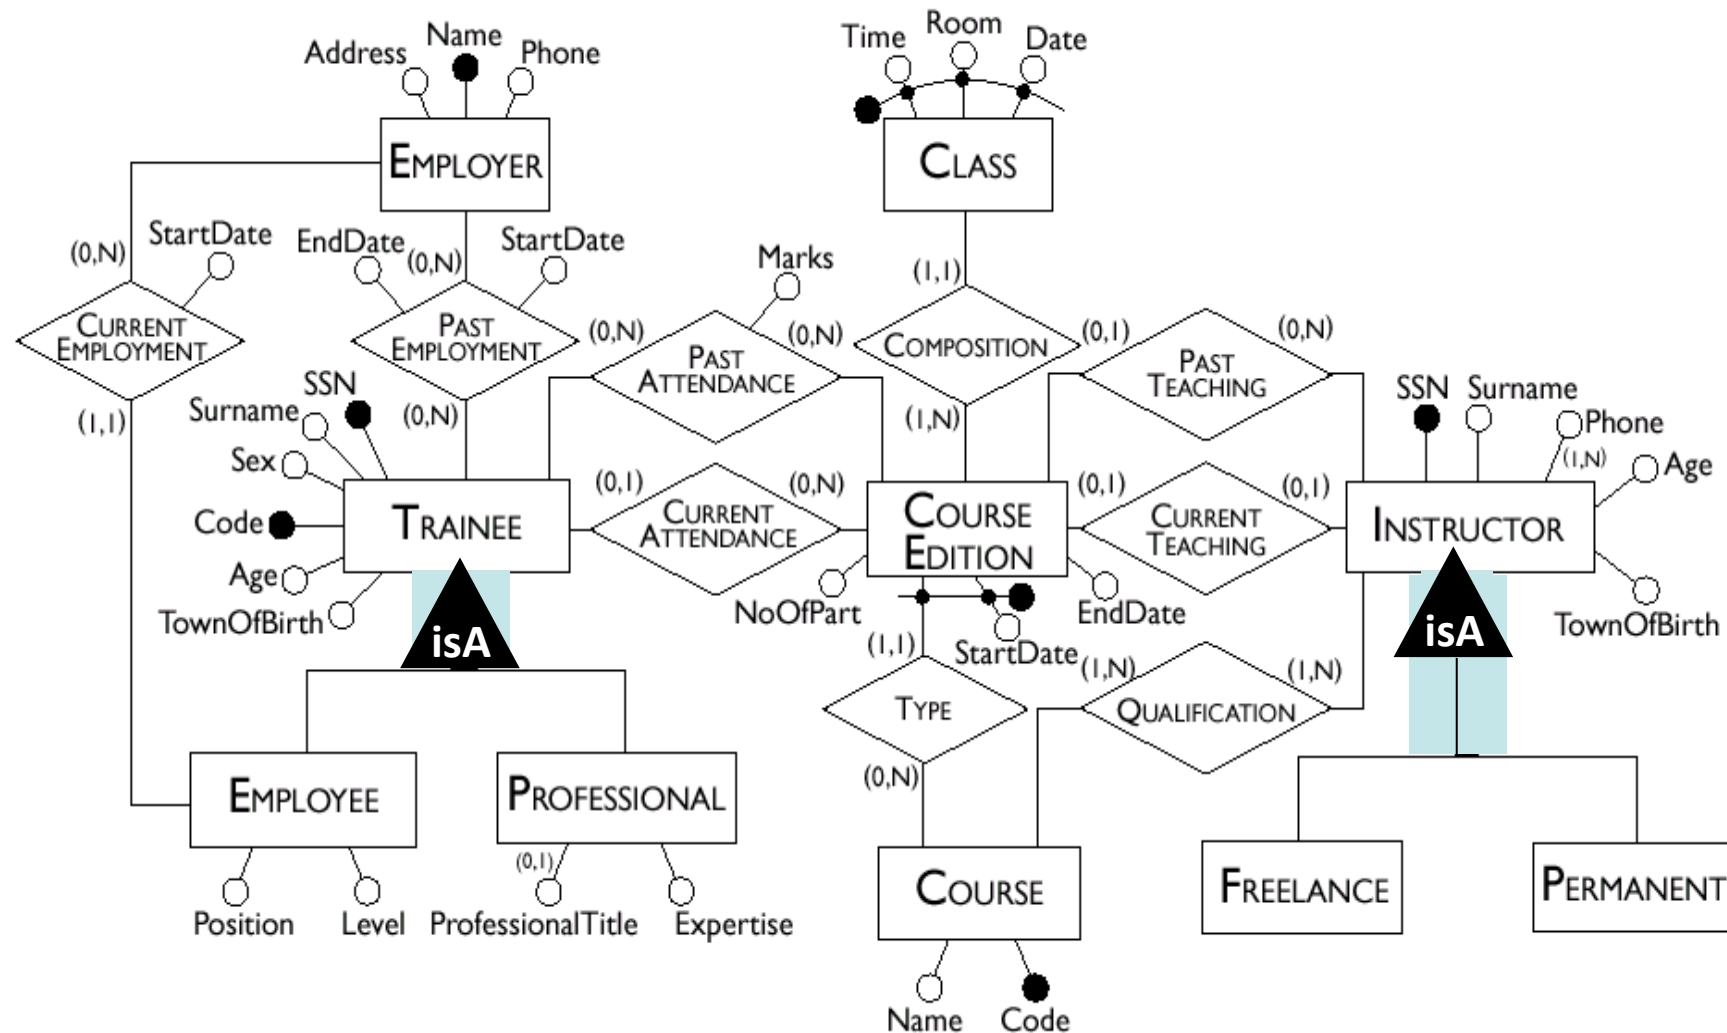 Name
Address
Phone
Time
Room
Date
EMPLOYER
CLASS
(0,N)
StartDate
EndDate
(0,N)
StartDate
Marks
(1,1)
CURRENT
EMPLOYMENT
PAST
EMPLOYMENT
(0,N)
PAST
ATTENDANCE
(0,N)
COMPOSITION
(0,1)
PAST
TEACHING
(0,N)
(1,1)
SSN
Surname
Sex
Code
Age
TownOfBirth
(0,N)
(1,N)
SSN
Surname
Phone
(1,N)
Age
TownOfBirth
TRAINEE
(0,1)
CURRENT
ATTENDANCE
(0,N)
COURSE
EDITION
(0,1)
CURRENT
TEACHING
(0,1)
INSTRUCTOR
NoOfPart
StartDate
EndDate
isA
isA
(1,1)
TYPE
(0,N)
(1,N)
QUALIFICATION
(1,N)
EMPLOYEE
PROFESSIONAL
Position
Level
(0,1)
ProfessionalTitle
Expertise
COURSE
Name
Code
FREELANCE
PERMANENT